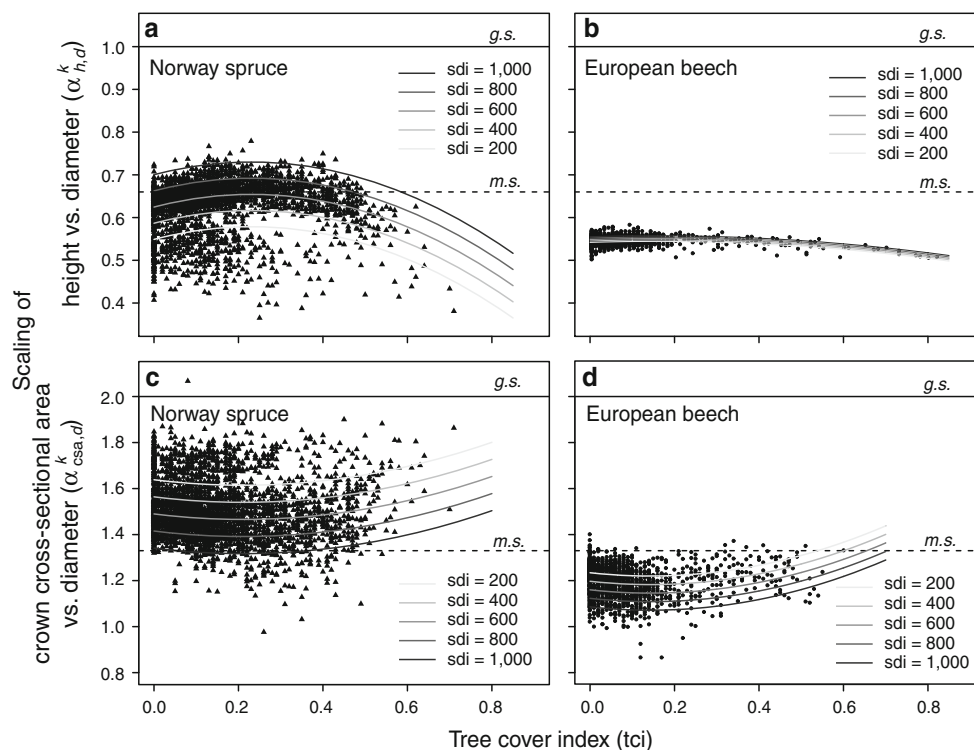 Scaling of
height vs. diameter (α^k_h,d)
crown cross-sectional area
vs. diameter (α^k_csa,d)
a
g.s.
Norway spruce
sdi = 1,000
sdi = 800
sdi = 600
sdi = 400
sdi = 200
m.s.
1.0
0.9
0.8
0.7
0.6
0.5
0.4
b
g.s.
European beech
sdi = 1,000
sdi = 800
sdi = 600
sdi = 400
sdi = 200
m.s.
c
g.s.
Norway spruce
sdi = 200
sdi = 400
sdi = 600
sdi = 800
sdi = 1,000
m.s.
2.0
1.8
1.6
1.4
1.2
1.0
0.8
0.0 0.2 0.4 0.6 0.8
d
g.s.
European beech
m.s.
sdi = 200
sdi = 400
sdi = 600
sdi = 800
sdi = 1,000
0.0 0.2 0.4 0.6 0.8
Tree cover index (tci)